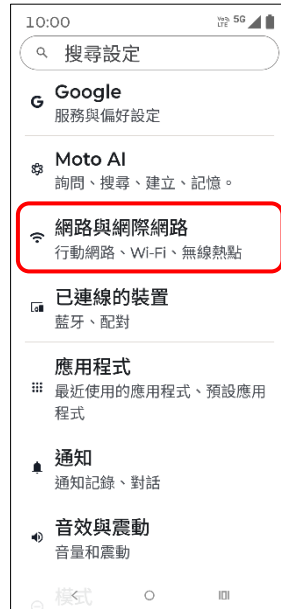 10:00 VoD LTE 5G
搜尋設定
G Google
服務與偏好設定
Moto AI
詢問、搜尋、建立、記憶。
網路與網際網路
行動網路、Wi-Fi、無線熱點
已連線的裝置
藍牙、配對
應用程式
最近使用的應用程式、預設應用
程式
通知
通知記錄、對話
音效與震動
音量和震動
模式